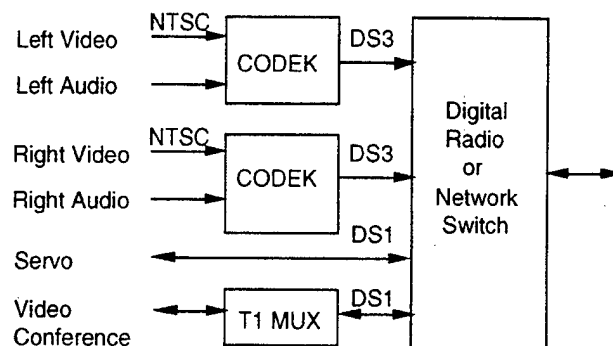 Left Video
NTSC
Left Audio
CODEK
DS3
Right Video
NTSC
Right Audio
CODEK
DS3
Servo
DS1
Video
Conference
T1 MUX
DS1
Digital
Radio
or
Network
Switch